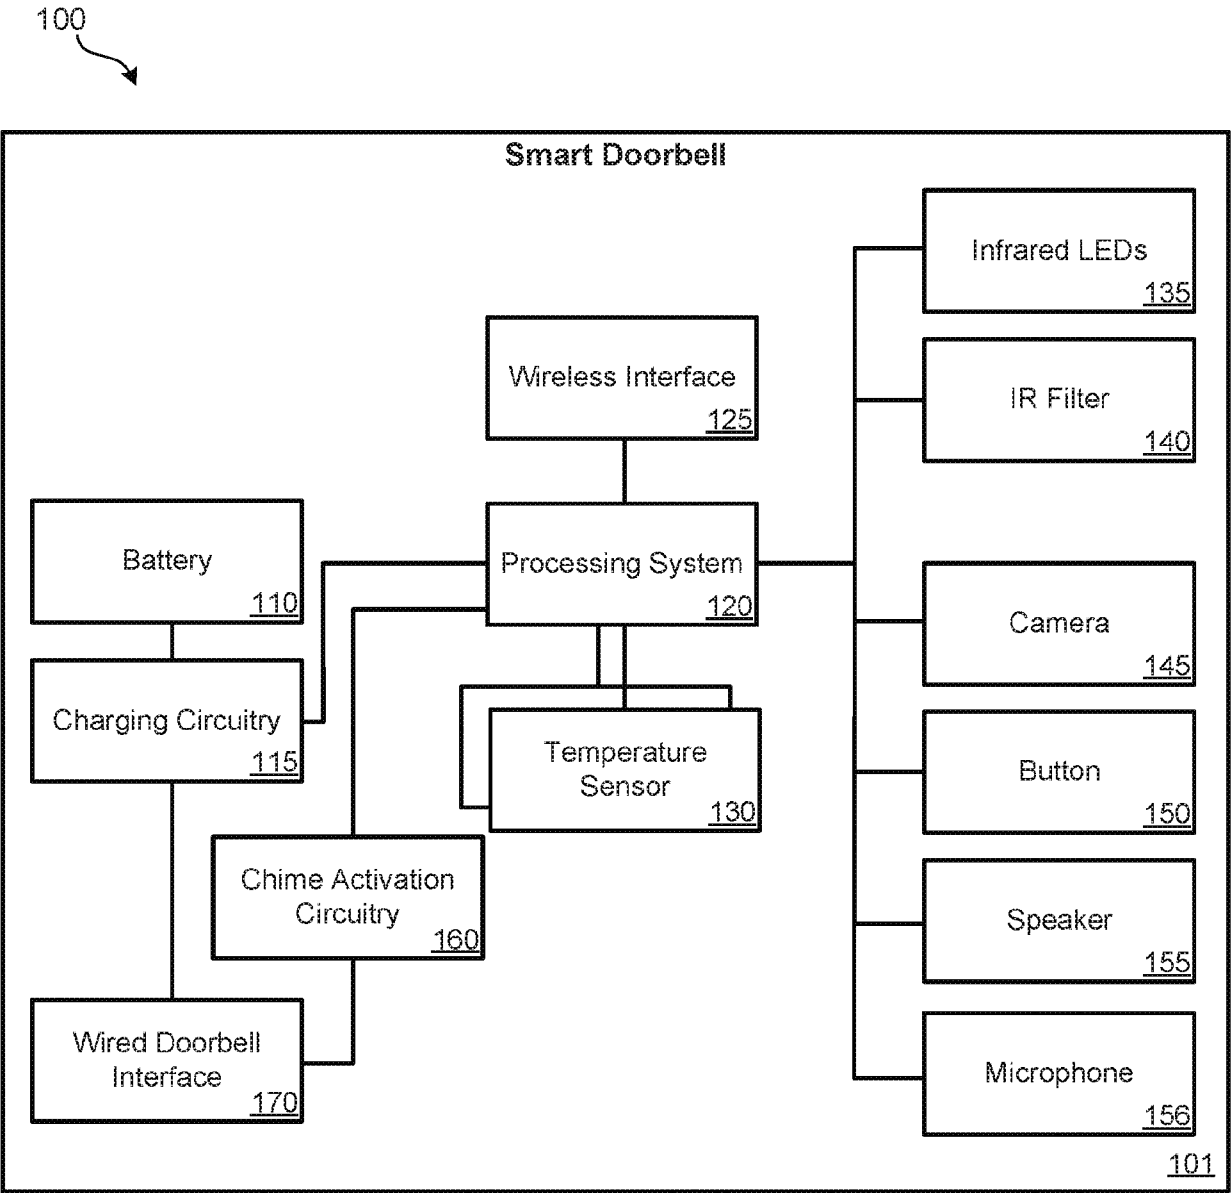 100
Smart Doorbell
Infrared LEDs
135
IR Filter
140
Wireless Interface
125
Battery
110
Processing System
120
Camera
145
Charging Circuitry
115
Temperature
Sensor
130
Button
150
Chime Activation
Circuitry
160
Speaker
155
Wired Doorbell
Interface
170
Microphone
156
101